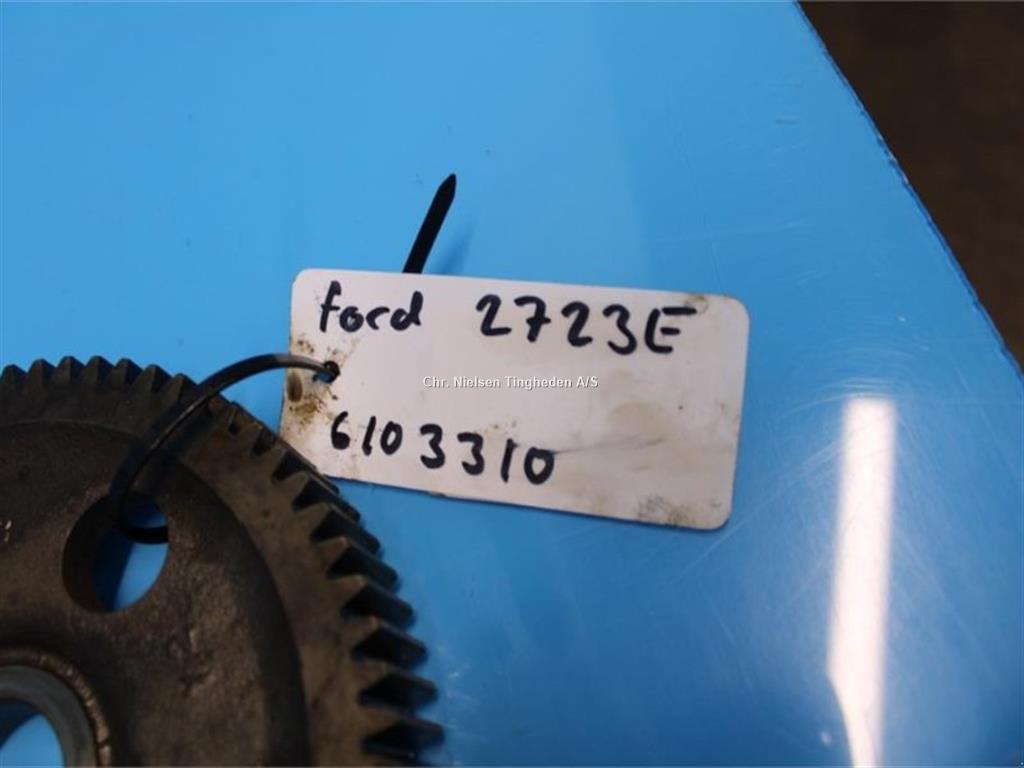 ford 2723E
Chr. Nielsen Tingheden A/S
6103310